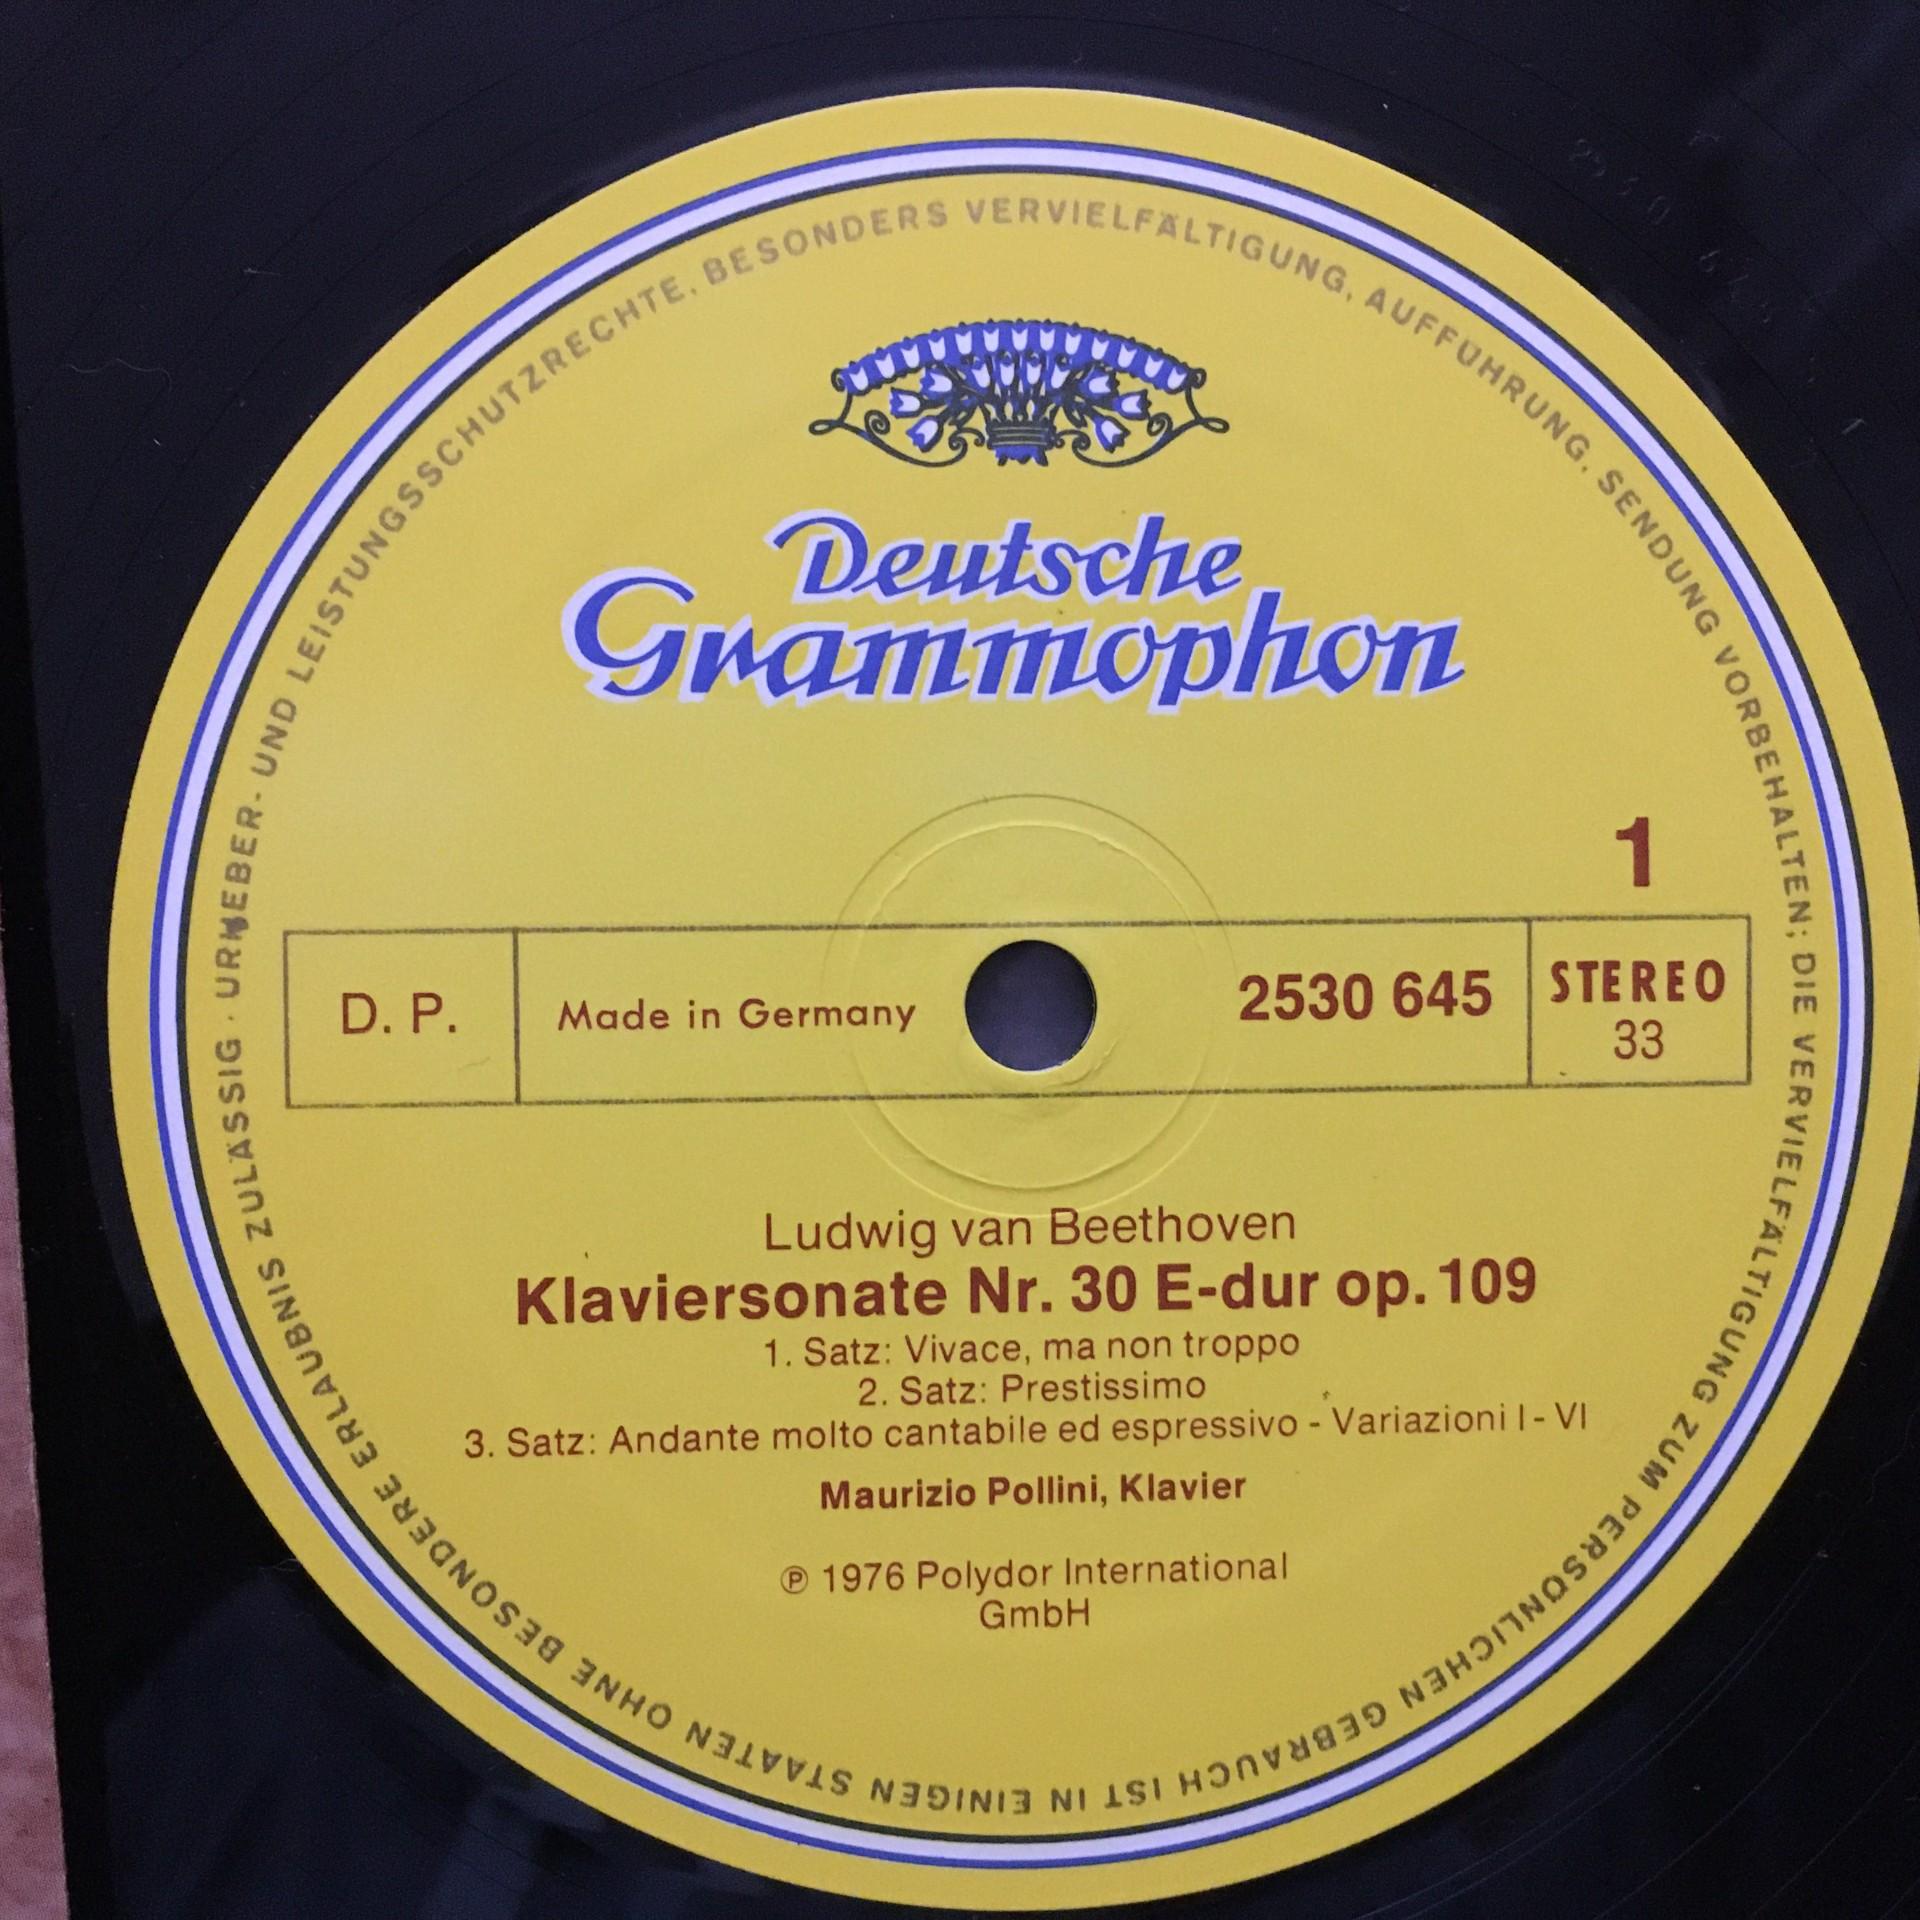 URHEBER- UND LEISTUNGSSCHUTZRECHTE, BESONDERS VERVIELFÄLTIGUNG, AUFFÜHRUNG, SENDUNG VORBEHALTEN; DIE VERVIELFÄLTIGUNG ZUM PERSÖNLICHEN GEBRAUCH IST IN EINIGEN STAATEN OHNE BESONDERE ERLAUBNIS ZULÄSSIG ·
Deutsche
Grammophon
1
D. P.
Made in Germany
2530 645
STEREO
33
Ludwig van Beethoven
Klaviersonate Nr. 30 E-dur op. 109
1. Satz: Vivace, ma non troppo
2. Satz: Prestissimo
3. Satz: Andante molto cantabile ed espressivo - Variazioni I - VI
Maurizio Pollini, Klavier
℗ 1976 Polydor International
GmbH